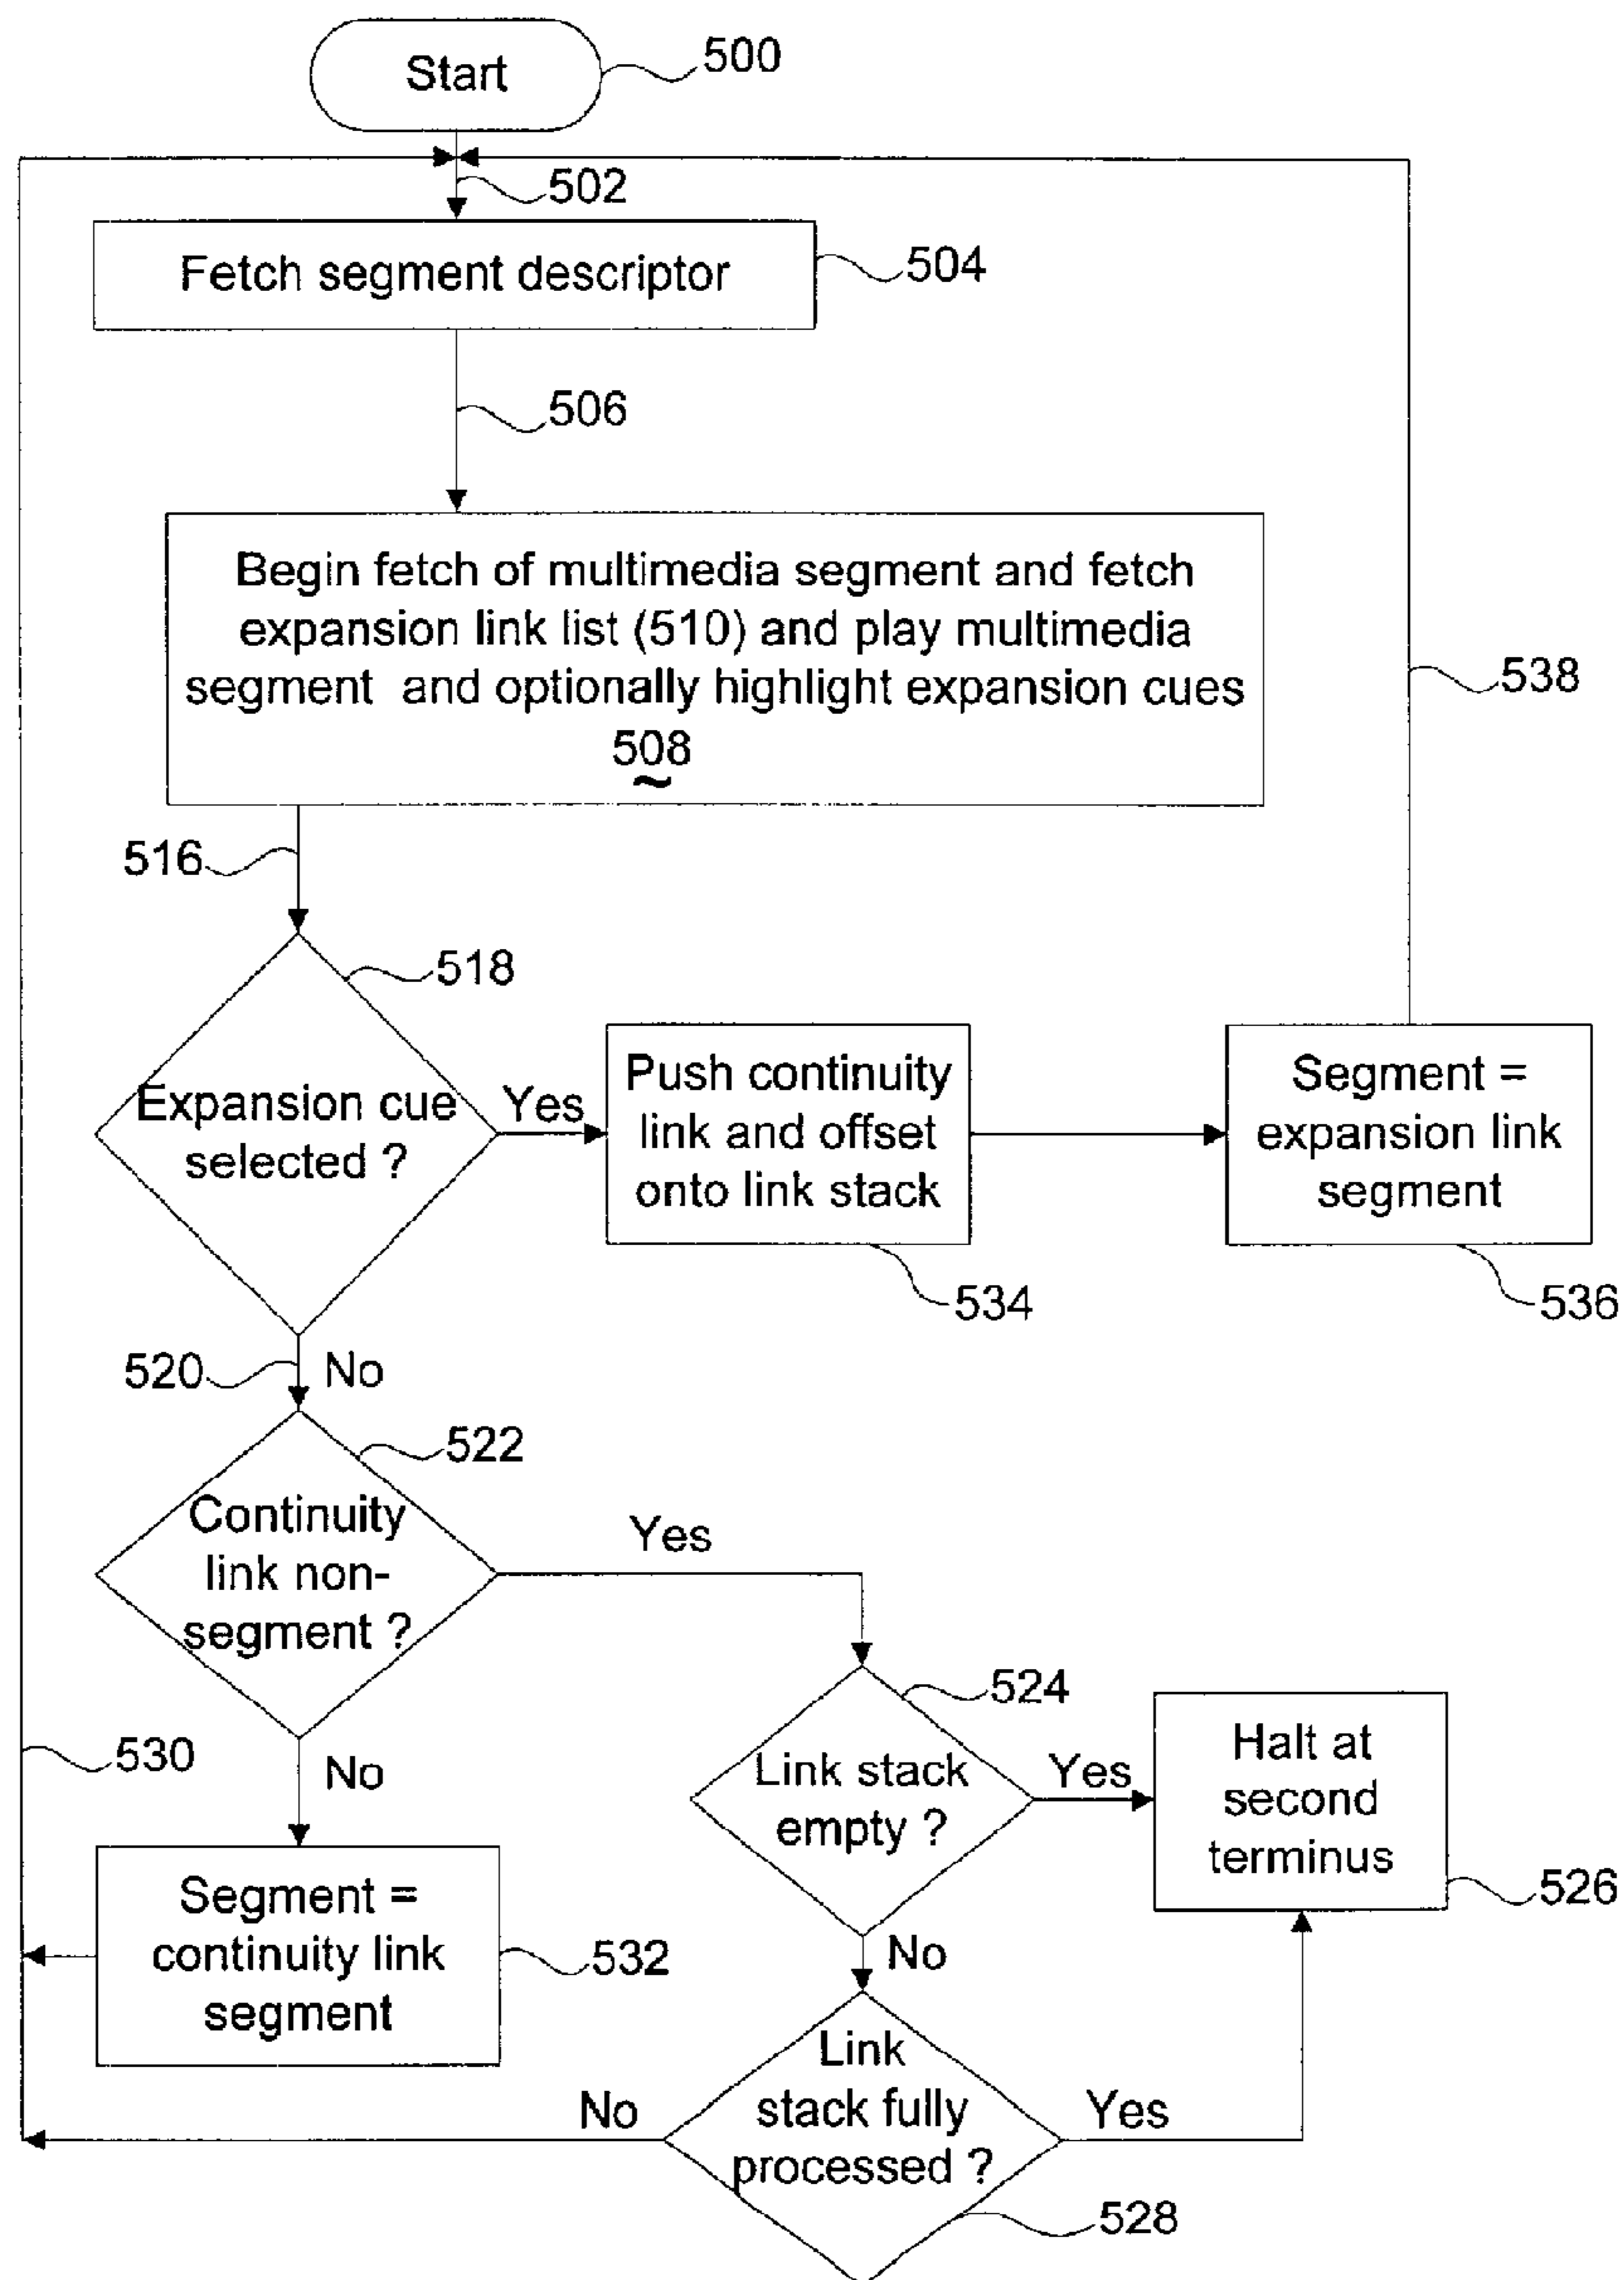 Start
500
502
Fetch segment descriptor
504
506
Begin fetch of multimedia segment and fetch
expansion link list (510) and play multimedia
segment and optionally highlight expansion cues
508
538
516
518
Expansion cue
selected ?
Yes
Push continuity
link and offset
onto link stack
Segment =
expansion link
segment
534
536
520
No
522
Continuity
link non-
segment ?
Yes
524
Link stack
empty ?
Yes
Halt at
second
terminus
526
530
No
Segment =
continuity link
segment
532
No
Link
stack fully
processed ?
No
Yes
528